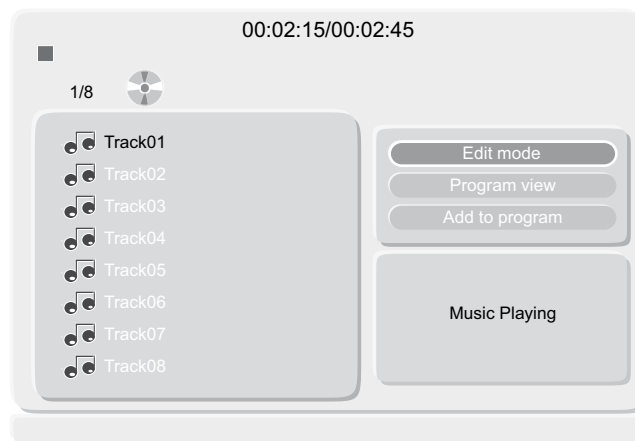 00:02:15/00:02:45
1/8
Track01
Track02
Track03
Track04
Track05
Track06
Track07
Track08
Edit mode
Program view
Add to program
Music Playing